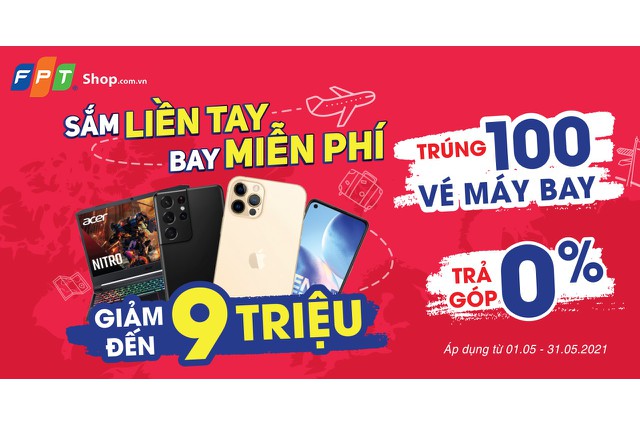 FPT Shop.com.vn
SẮM LIỀN TAY
BAY MIỄN PHÍ
TRÚNG 100
VÉ MÁY BAY
acer
NITRO
GIẢM
ĐẾN 9 TRIỆU
TRẢ
GÓP 0%
Áp dụng từ 01.05 - 31.05.2021